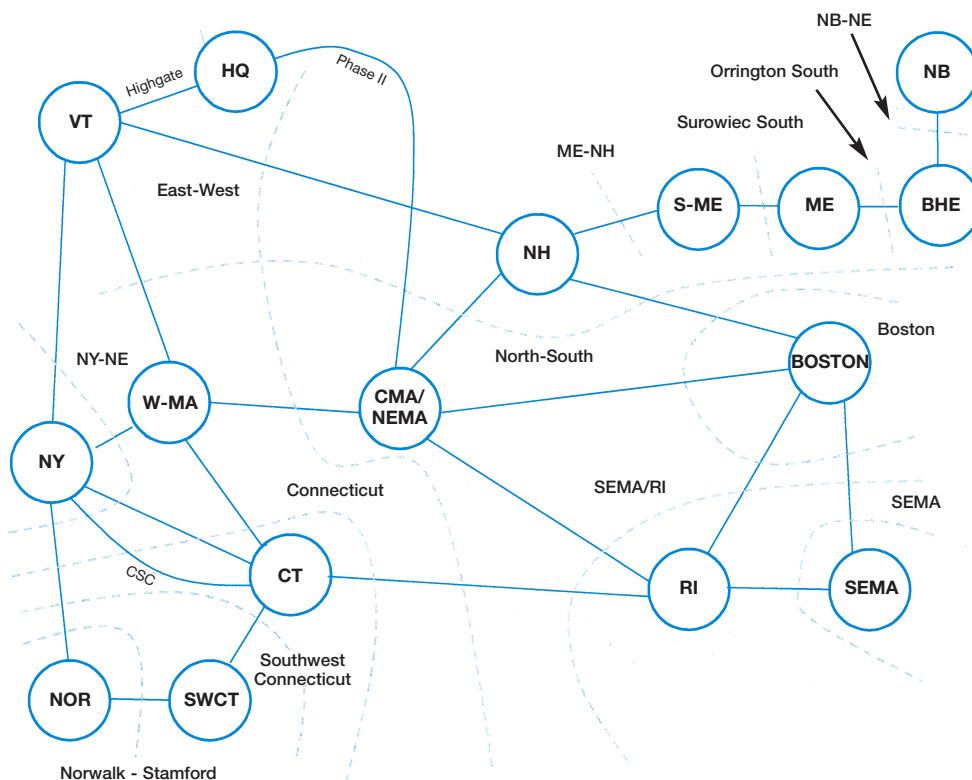 NB-NE
HQ
NB
Phase II
Orrington South
Highgate
VT
Surowiec South
ME-NH
East-West
S-ME
ME
BHE
NH
Boston
NY-NE
North-South
BOSTON
W-MA
CMA/
NEMA
NY
Connecticut
SEMA/RI
SEMA
CSC
CT
RI
SEMA
Southwest
Connecticut
NOR
SWCT
Norwalk - Stamford